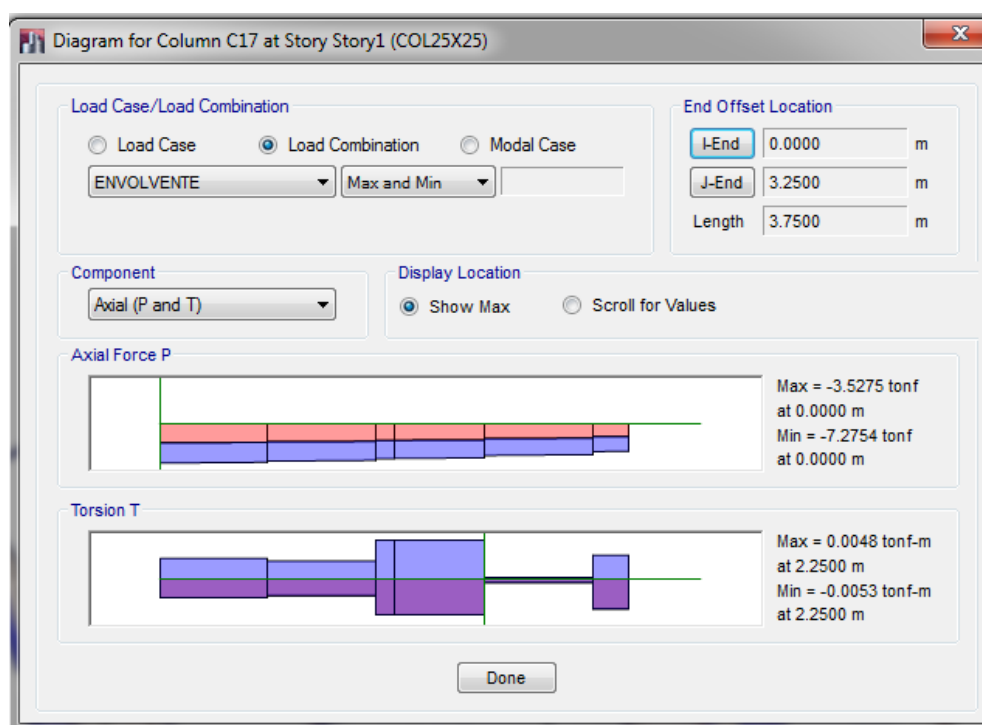 Diagram for Column C17 at Story Story1 (COL25X25)
Load Case/Load Combination
Load Case Load Combination Modal Case
ENVOLVENTE Max and Min
End Offset Location
I-End 0.0000 m
J-End 3.2500 m
Length 3.7500 m
Component
Axial (P and T)
Display Location
Show Max Scroll for Values
Axial Force P
Max = -3.5275 tonf
at 0.0000 m
Min = -7.2754 tonf
at 0.0000 m
Torsion T
Max = 0.0048 tonf-m
at 2.2500 m
Min = -0.0053 tonf-m
at 2.2500 m
Done